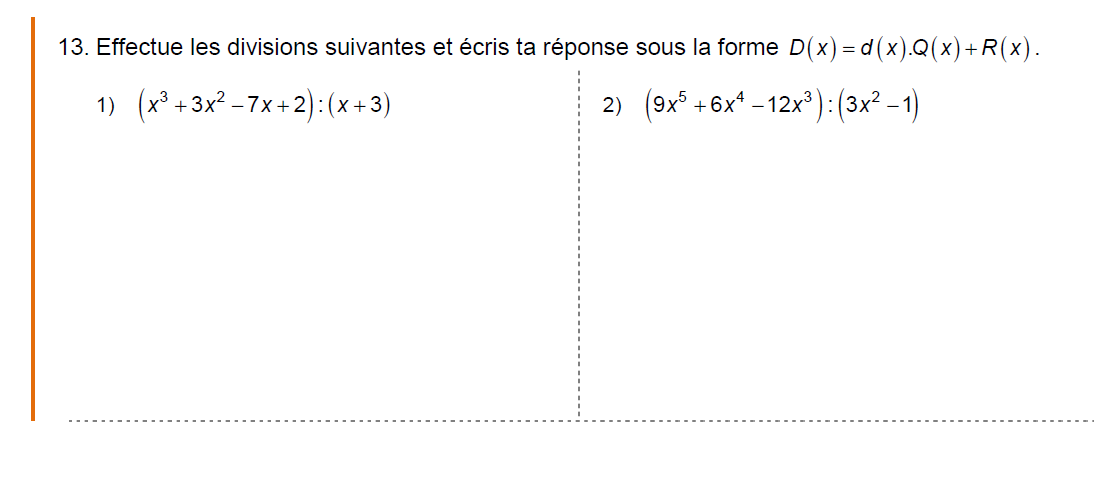 13. Effectue les divisions suivantes et écris ta réponse sous la forme D(x) = d(x).Q(x) + R(x).
1) (x³ + 3x² − 7x + 2) : (x + 3)
2) (9x⁵ + 6x⁴ − 12x³) : (3x² − 1)